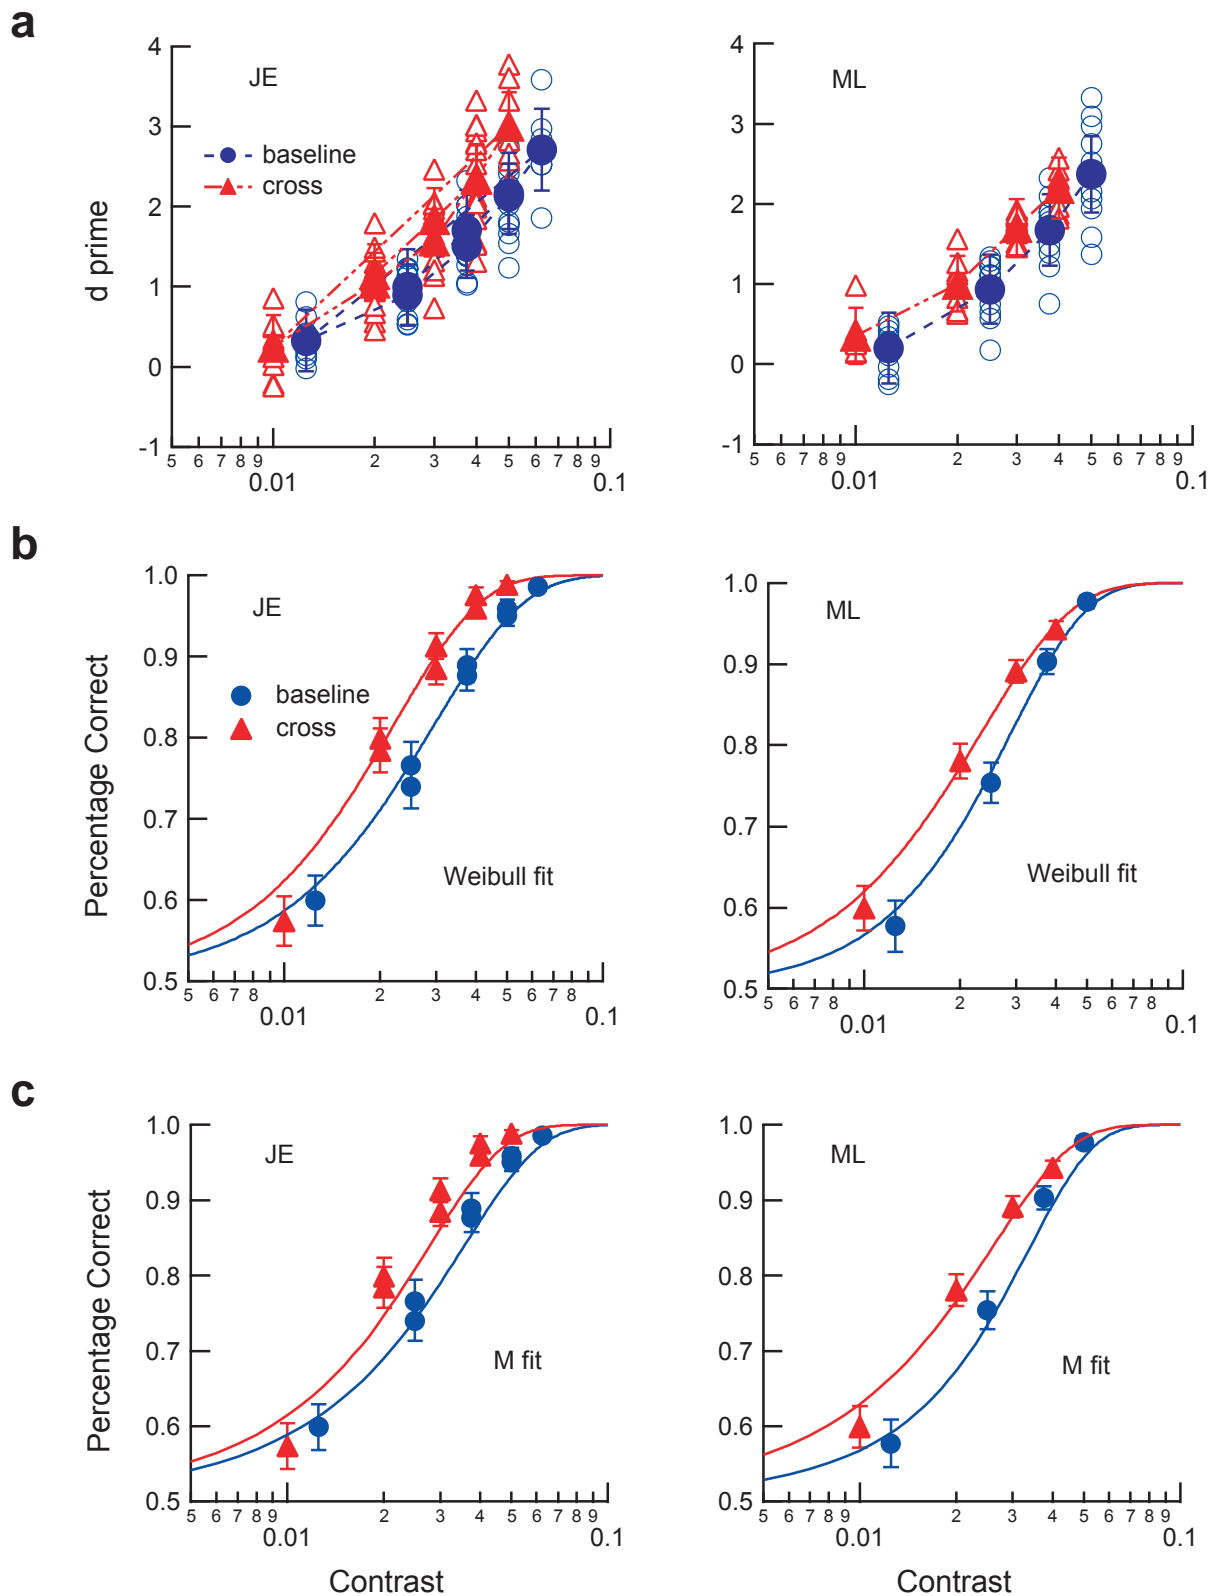 a
4
3
2
1
0
-1
JE
baseline
cross
d prime
5 6 7 8 9 2 3 4 5 6 7 8 9
0.01 0.1
4
3
2
1
0
-1
ML
5 6 7 8 9 2 3 4 5 6 7 8 9
0.01 0.1
b
1.0
0.9
0.8
0.7
0.6
0.5
JE
baseline
cross
Percentage Correct
Weibull fit
5 6 7 8 2 3 4 5 6 7 8
0.01 0.1
1.0
0.9
0.8
0.7
0.6
0.5
ML
Weibull fit
5 6 7 8 2 3 4 5 6 7 8
0.01 0.1
c
1.0
0.9
0.8
0.7
0.6
0.5
JE
Percentage Correct
M fit
5 6 7 8 9 2 3 4 5 6 7 8 9
0.01 0.1
Contrast
1.0
0.9
0.8
0.7
0.6
0.5
ML
M fit
5 6 7 8 9 2 3 4 5 6 7 8 9
0.01 0.1
Contrast